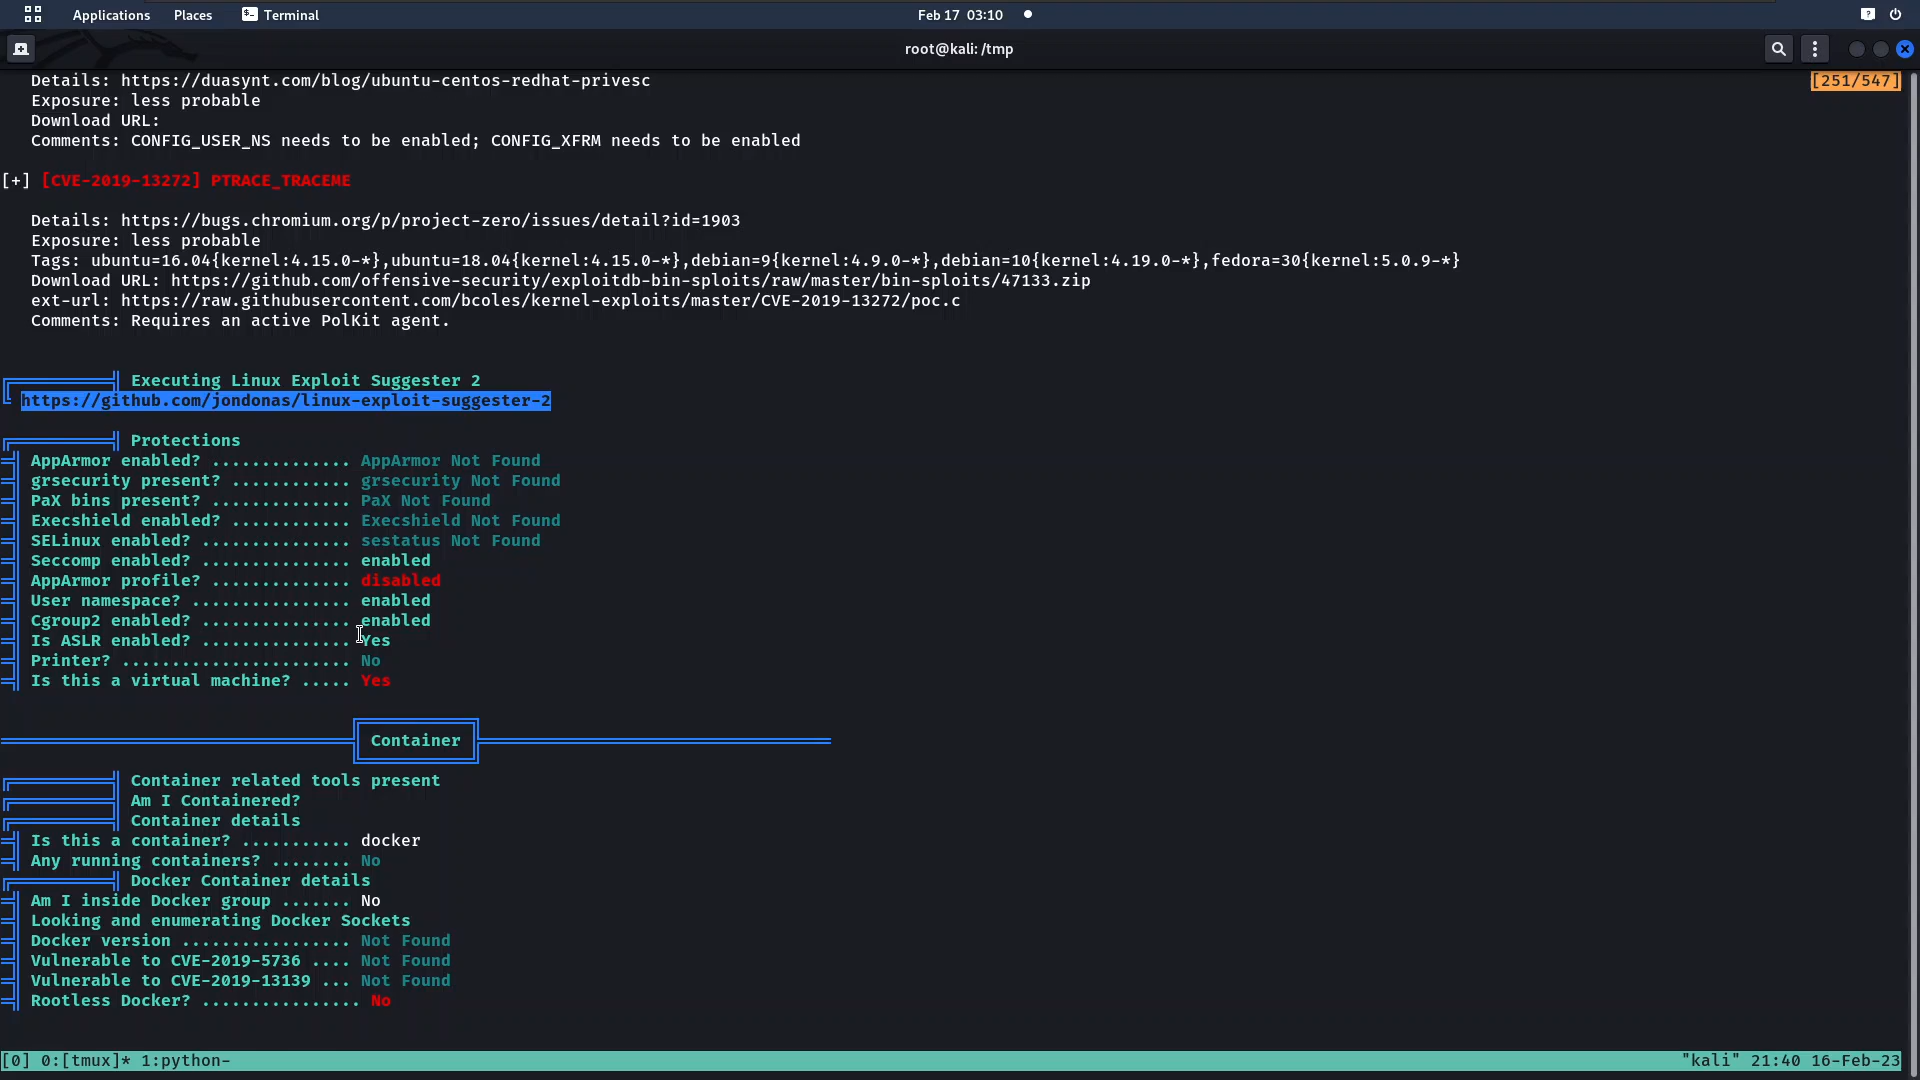 Applications Places Terminal Feb 17 03:10
root@kali: /tmp
Details: https://duasynt.com/blog/ubuntu-centos-redhat-privesc [251/547]
Exposure: less probable
Download URL:
Comments: CONFIG_USER_NS needs to be enabled; CONFIG_XFRM needs to be enabled
[+] [CVE-2019-13272] PTRACE_TRACEME
Details: https://bugs.chromium.org/p/project-zero/issues/detail?id=1903
Exposure: less probable
Tags: ubuntu=16.04{kernel:4.15.0-*},ubuntu=18.04{kernel:4.15.0-*},debian=9{kernel:4.9.0-*},debian=10{kernel:4.19.0-*},fedora=30{kernel:5.0.9-*}
Download URL: https://github.com/offensive-security/exploitdb-bin-sploits/raw/master/bin-sploits/47133.zip
ext-url: https://raw.githubusercontent.com/bcoles/kernel-exploits/master/CVE-2019-13272/poc.c
Comments: Requires an active PolKit agent.
Executing Linux Exploit Suggester 2
https://github.com/jondonas/linux-exploit-suggester-2
Protections
AppArmor enabled? .............. AppArmor Not Found
grsecurity present? ............ grsecurity Not Found
PaX bins present? .............. PaX Not Found
Execshield enabled? ............ Execshield Not Found
SELinux enabled? ............... sestatus Not Found
Seccomp enabled? ............... enabled
AppArmor profile? .............. disabled
User namespace? ................ enabled
Cgroup2 enabled? ............... enabled
Is ASLR enabled? ............... Yes
Printer? ....................... No
Is this a virtual machine? ..... Yes
Container
Container related tools present
Am I Containered?
Container details
Is this a container? ........... docker
Any running containers? ........ No
Docker Container details
Am I inside Docker group ....... No
Looking and enumerating Docker Sockets
Docker version ................. Not Found
Vulnerable to CVE-2019-5736 .... Not Found
Vulnerable to CVE-2019-13139 ... Not Found
Rootless Docker? ................ No
[0] 0:[tmux]* 1:python- "kali" 21:40 16-Feb-23